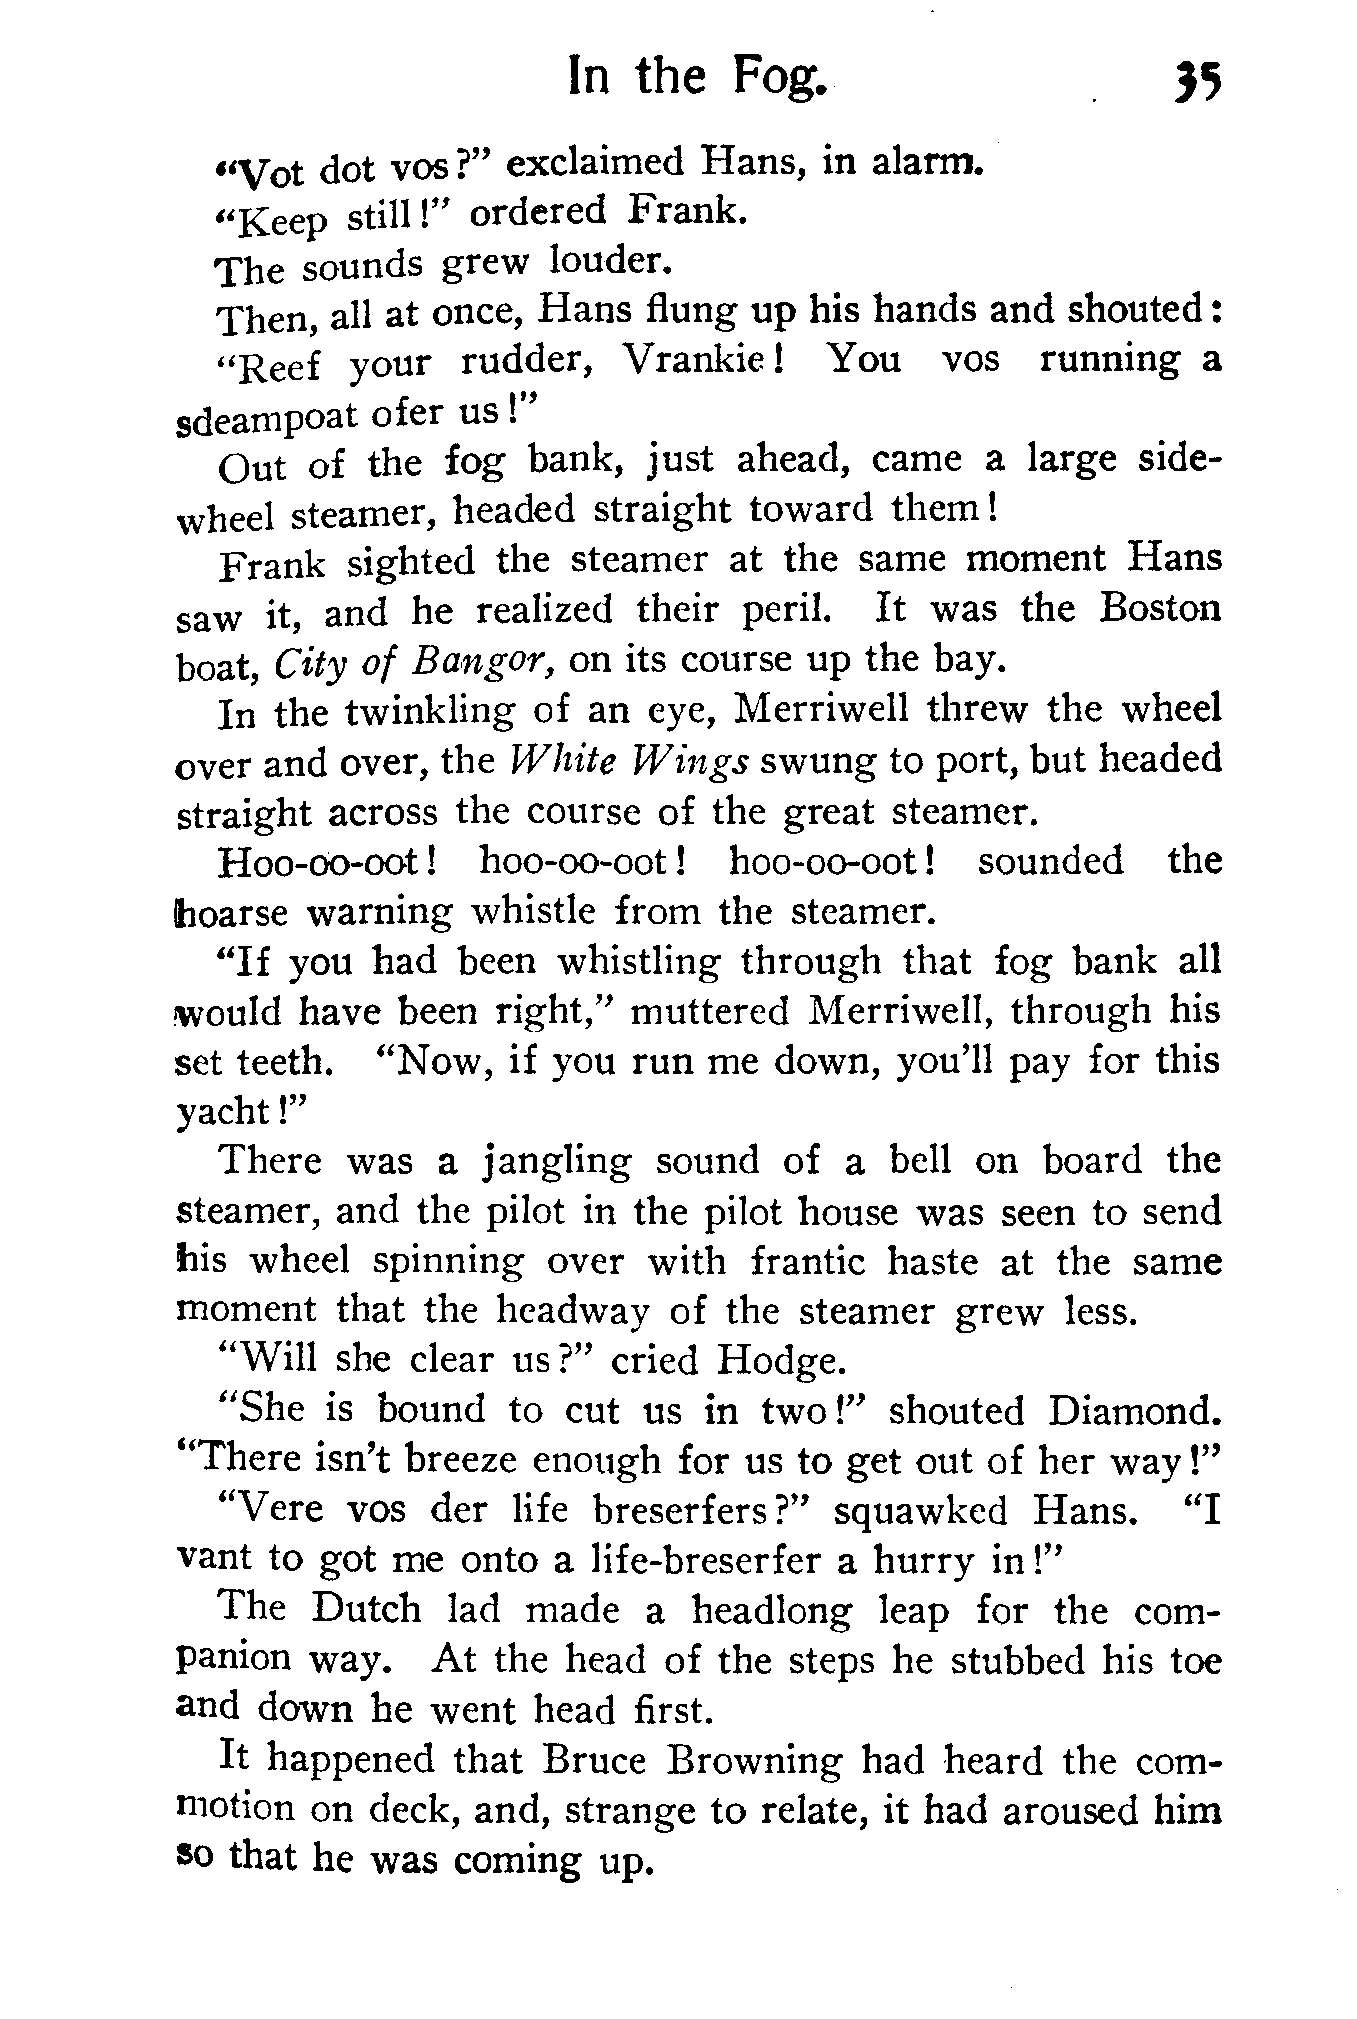 In the Fog. 35
“Vot dot vos?” exclaimed Hans, in alarm.
“Keep still!” ordered Frank.
The sounds grew louder.
Then, all at once, Hans flung up his hands and shouted:
“Reef your rudder, Vrankie! You vos running a
sdeampoat ofer us!”
Out of the fog bank, just ahead, came a large side-
wheel steamer, headed straight toward them!
Frank sighted the steamer at the same moment Hans
saw it, and he realized their peril. It was the Boston
boat, City of Bangor, on its course up the bay.
In the twinkling of an eye, Merriwell threw the wheel
over and over, the White Wings swung to port, but headed
straight across the course of the great steamer.
Hoo-oo-oot! hoo-oo-oot! hoo-oo-oot! sounded the
hoarse warning whistle from the steamer.
“If you had been whistling through that fog bank all
would have been right,” muttered Merriwell, through his
set teeth. “Now, if you run me down, you’ll pay for this
yacht!”
There was a jangling sound of a bell on board the
steamer, and the pilot in the pilot house was seen to send
his wheel spinning over with frantic haste at the same
moment that the headway of the steamer grew less.
“Will she clear us?” cried Hodge.
“She is bound to cut us in two!” shouted Diamond.
“There isn’t breeze enough for us to get out of her way!”
“Vere vos der life breserfers?” squawked Hans. “I
vant to got me onto a life-breserfer a hurry in!”
The Dutch lad made a headlong leap for the com-
panion way. At the head of the steps he stubbed his toe
and down he went head first.
It happened that Bruce Browning had heard the com-
motion on deck, and, strange to relate, it had aroused him
so that he was coming up.